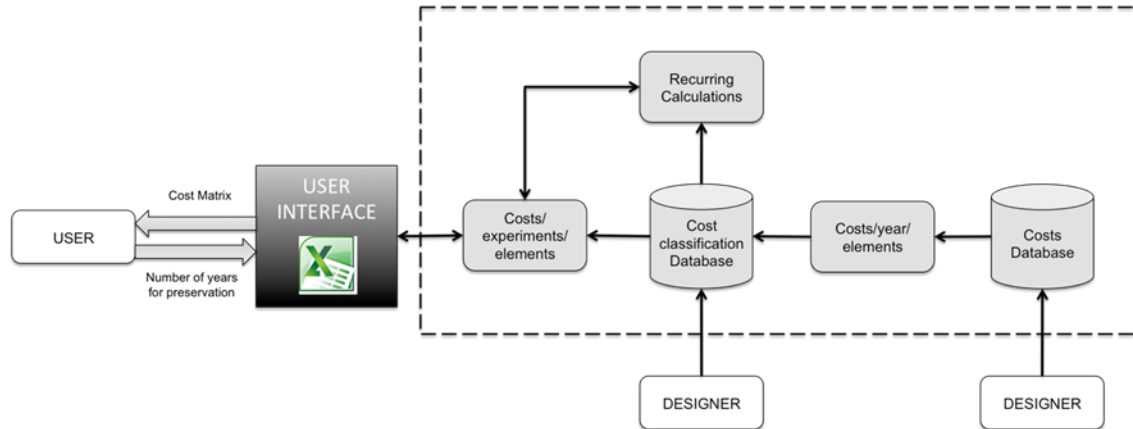 Recurring
Calculations
USER
INTERFACE
Cost Matrix
USER
Number of years
for preservation
X
Costs/
experiments/
elements
Cost
classification
Database
Costs/year/
elements
Costs
Database
DESIGNER
DESIGNER